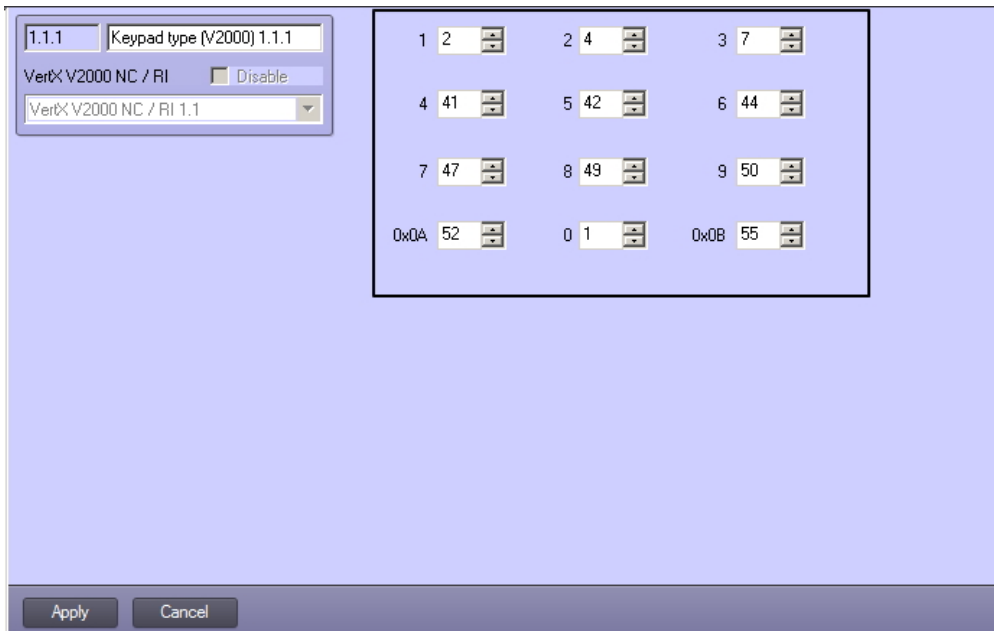 1.1.1 Keypad type (V2000) 1.1.1
VertX V2000 NC / RI Disable
VertX V2000 NC / RI 1.1
1 2 2 4 3 7
4 41 5 42 6 44
7 47 8 49 9 50
0x0A 52 0 1 0x0B 55
Apply Cancel